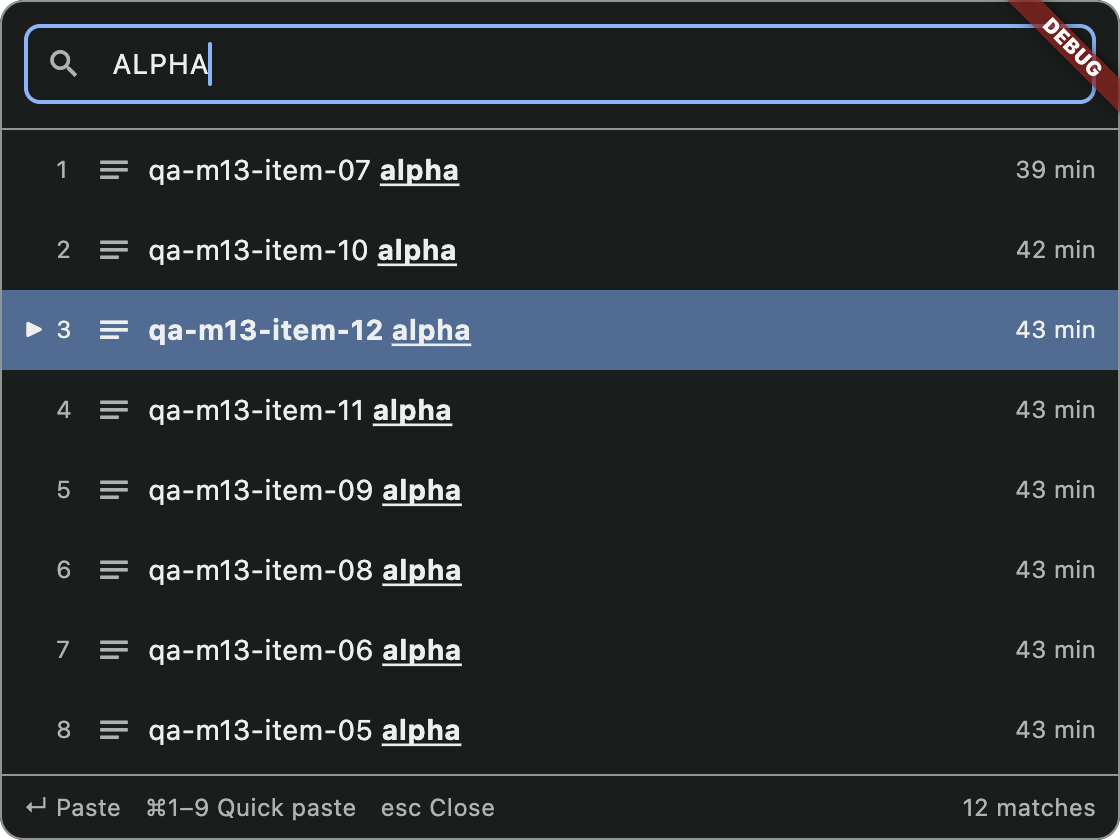 ALPHA
DEBUG
1 qa-m13-item-07 alpha 39 min
2 qa-m13-item-10 alpha 42 min
3 qa-m13-item-12 alpha 43 min
4 qa-m13-item-11 alpha 43 min
5 qa-m13-item-09 alpha 43 min
6 qa-m13-item-08 alpha 43 min
7 qa-m13-item-06 alpha 43 min
8 qa-m13-item-05 alpha 43 min
↵ Paste ⌘1–9 Quick paste esc Close 12 matches